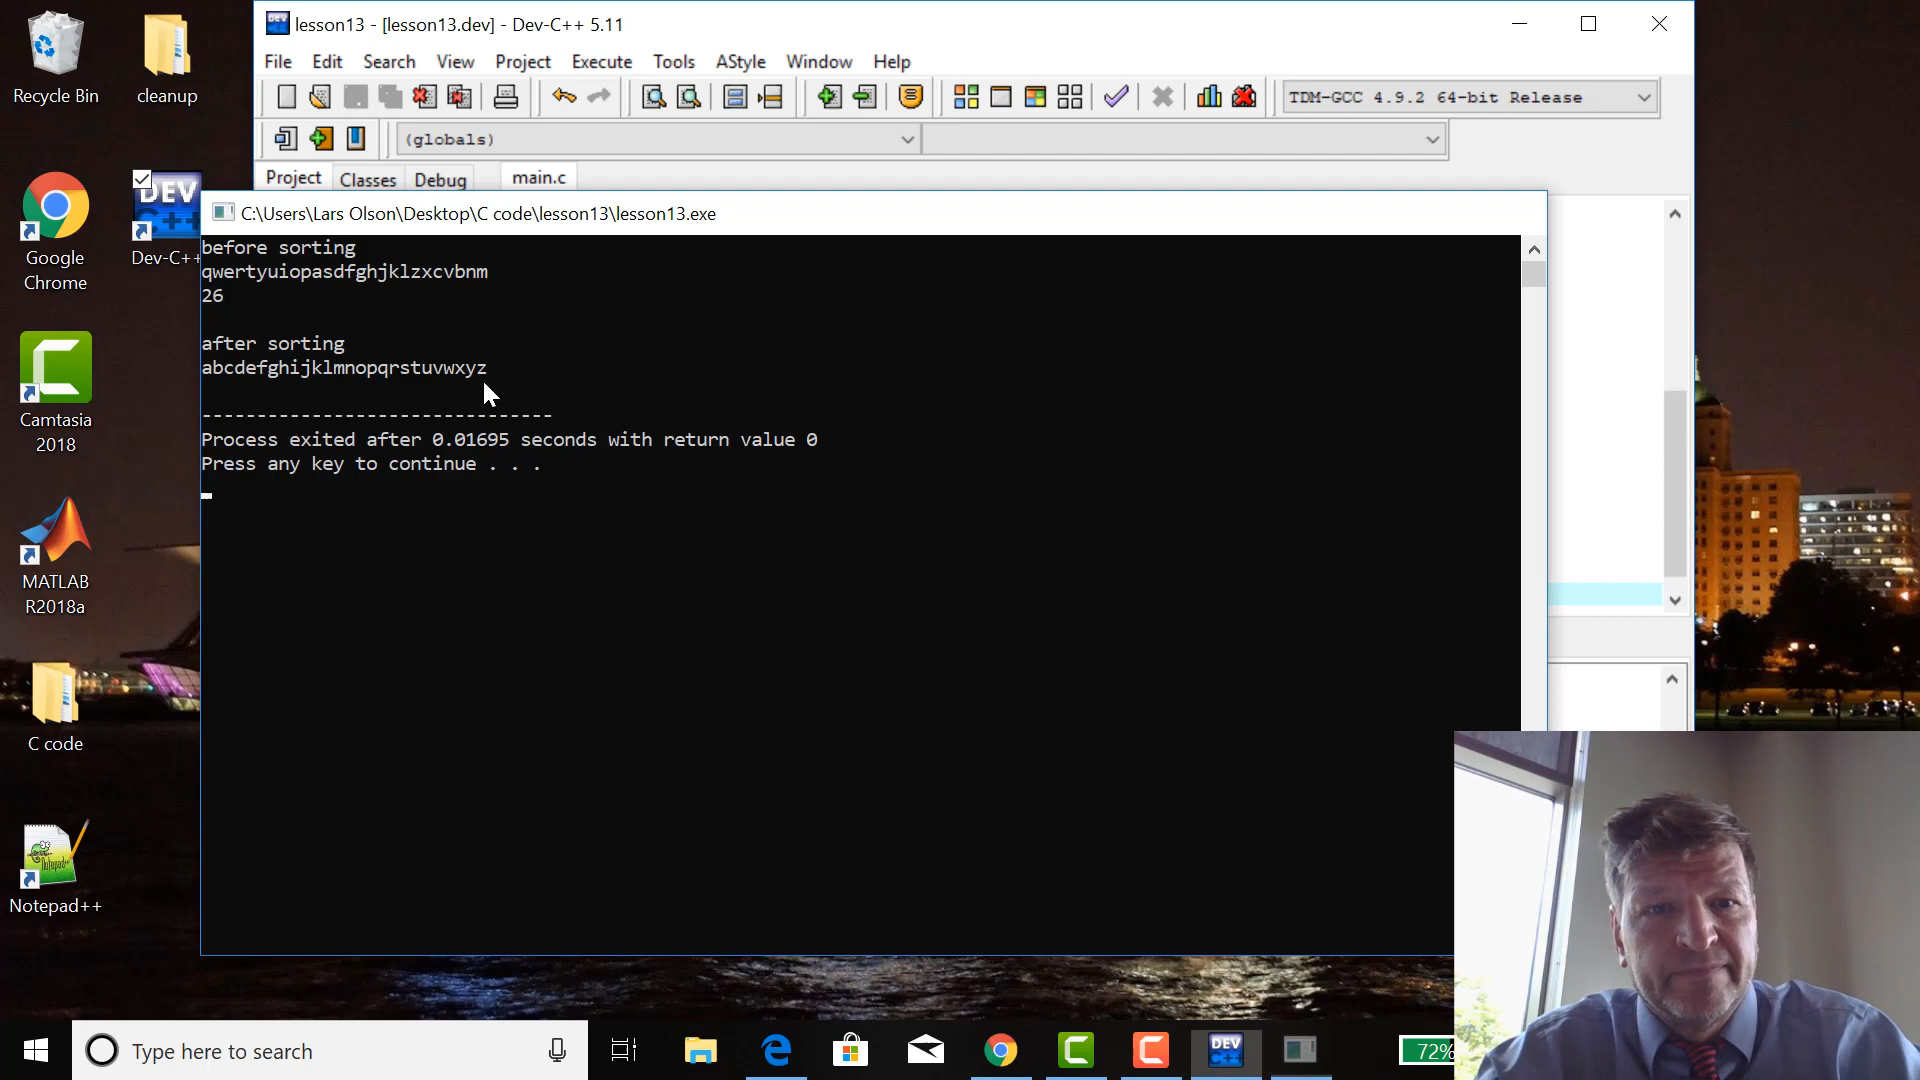 Recycle Bin
cleanup
Google
Chrome
DEV
C++
Dev-C++
Camtasia
2018
MATLAB
R2018a
C code
Notepad++
Notepad++
DEV
lesson13 - [lesson13.dev] - Dev-C++ 5.11
File Edit Search View Project Execute Tools AStyle Window Help
TDM-GCC 4.9.2 64-bit Release
(globals)
Project Classes Debug main.c
C:\Users\Lars Olson\Desktop\C code\lesson13\lesson13.exe
before sorting
qwertyuiopasdfghjklzxcvbnm
26
after sorting
abcdefghijklmnopqrstuvwxyz
--------------------------------
Process exited after 0.01695 seconds with return value 0
Press any key to continue . . .
Type here to search
DEV
C++
72%